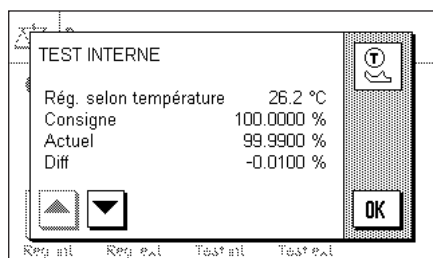 TEST INTERNE
T
Rég. selon température 26.2 °C
Consigne 100.0000 %
Actuel 99.9900 %
Diff -0.0100 %
OK